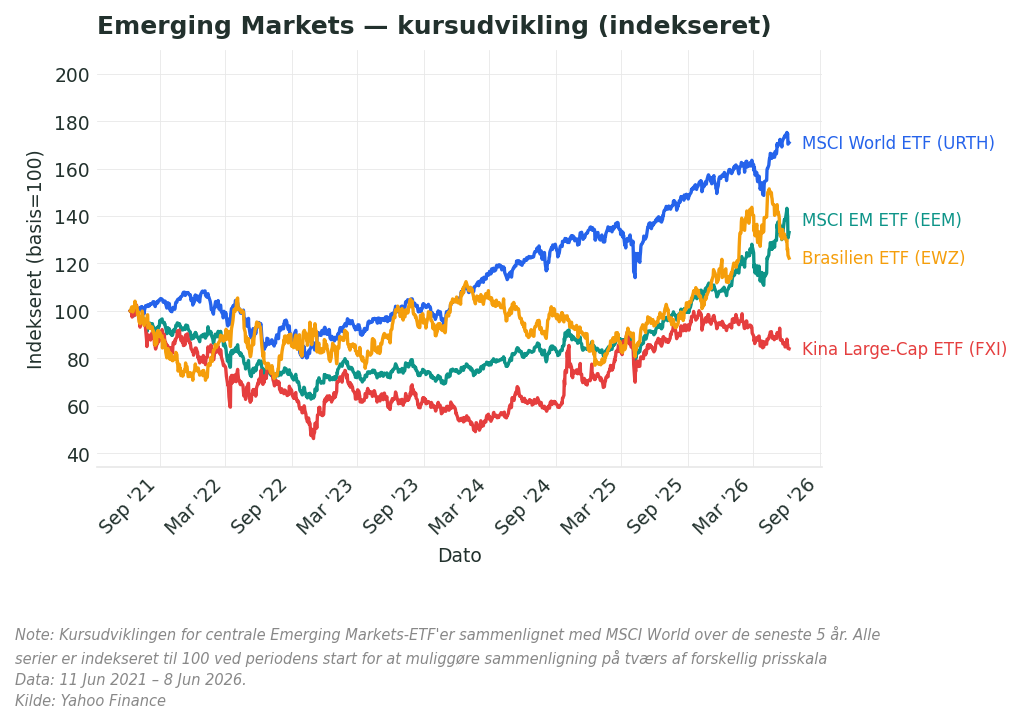 Emerging Markets — kursudvikling (indekseret)
Indekseret (basis=100)
200
180
160
140
120
100
80
60
40
MSCI World ETF (URTH)
MSCI EM ETF (EEM)
Brasilien ETF (EWZ)
Kina Large-Cap ETF (FXI)
Sep '21
Mar '22
Sep '22
Mar '23
Sep '23
Mar '24
Sep '24
Mar '25
Sep '25
Mar '26
Sep '26
Dato
Note: Kursudviklingen for centrale Emerging Markets-ETF'er sammenlignet med MSCI World over de seneste 5 år. Alle
serier er indekseret til 100 ved periodens start for at muliggøre sammenligning på tværs af forskellig prisskala
Data: 11 Jun 2021 – 8 Jun 2026.
Kilde: Yahoo Finance